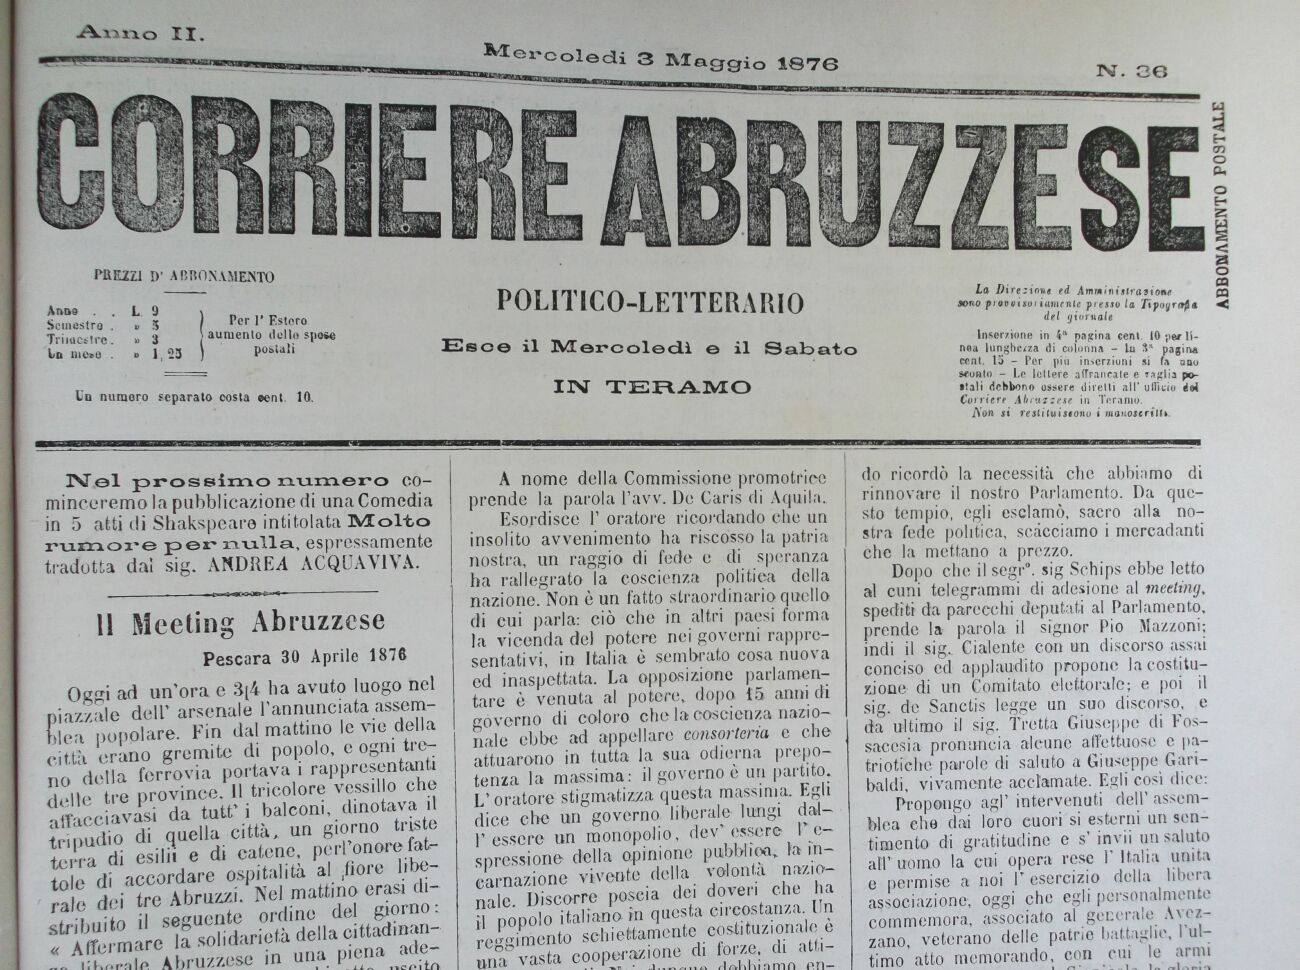 Anno II.
Mercoledì 3 Maggio 1876
N. 36
CORRIERE ABRUZZESE
ABBONAMENTO POSTALE
PREZZI D' ABBONAMENTO
Anno . . L. 9
Semestre . » 5
Trimestre. » 3
Un mese . » 1, 25
Per l' Estero
aumento dello spese
postali
Un numero separato costa cent. 10.
POLITICO-LETTERARIO
Esce il Mercoledì e il Sabato
IN TERAMO
La Direzione ed Amministrazione
sono provvisoriamente presso la Tipografia
del giornale
Inserzione in 4ª pagina cent. 10 per li-
nea lunghezza di colonna - In 3ª pagina
cent. 15 - Per più inserzioni si fa uno
sconto - Le lettere affrancate e vaglia po-
stali debbono essere diretti all' ufficio del
Corriere Abruzzese in Teramo.
Non si restituiscono i manoscritti.
Nel prossimo numero co-
minceremo la pubblicazione di una Comedia
in 5 atti di Shakspeare intitolata Molto
rumore per nulla, espressamente
tradotta dal sig. ANDREA ACQUAVIVA.
Il Meeting Abruzzese
Pescara 30 Aprile 1876
Oggi ad un'ora e 3|4 ha avuto luogo nel
piazzale dell' arsenale l'annunciata assem-
blea popolare. Fin dal mattino le vie della
città erano gremite di popolo, e ogni tre-
no della ferrovia portava i rappresentanti
delle tre province. Il tricolore vessillo che
affacciavasi da tutt' i balconi, dinotava il
tripudio di quella città, un giorno triste
terra di esilii e di catene, perl'onore fat-
tole di accordare ospitalità al fiore libe-
rale dei tre Abruzzi. Nel mattino erasi di-
stribuito il seguente ordine del giorno:
« Affermare la solidarietà della cittadinan-
za liberale Abruzzese in una piena ade-
uscito
A nome della Commissione promotrice
prende la parola l'avv. De Caris di Aquila.
Esordisce l' oratore ricordando che un
insolito avvenimento ha riscosso la patria
nostra, un raggio di fede e di speranza
ha rallegrato la coscienza politica della
nazione. Non è un fatto straordinario quello
di cui parla: ciò che in altri paesi forma
la vicenda del potere nei governi rappre-
sentativi, in Italia è sembrato cosa nuova
ed inaspettata. La opposizione parlamen-
tare è venuta al potere, dopo 15 anni di
governo di coloro che la coscienza nazio-
nale ebbe ad appellare consorteria e che
attuarono in tutta la sua odierna prepo-
tenza la massima: il governo è un partito.
L' oratore stigmatizza questa massima. Egli
dice che un governo liberale lungi dal-
l' essere un monopolio, dev' essere l' e-
spressione della opinione pubblica, la in-
carnazione vivente della volontà nazio-
nale. Discorre poscia dei doveri che ha
il popolo italiano in questa circostanza. Un
reggimento schiettamente costituzionale è
una vasta cooperazione di forze, di atti-
dunque dobbiamo en-
do ricordò la necessità che abbiamo di
rinnovare il nostro Parlamento. Da que-
sto tempio, egli esclamò, sacro alla no-
stra fede politica, scacciamo i mercadanti
che la mettano a prezzo.
Dopo che il segr°. sig Schips ebbe letto
al cuni telegrammi di adesione al meeting,
spediti da parecchi deputati al Parlamento,
prende la parola il signor Pio Mazzoni;
indi il sig. Cialente con un discorso assai
conciso ed applaudito propone la costitu-
zione di un Comitato elettorale; e poi il
sig. de Sanctis legge un suo discorso, e
da ultimo il sig. Tretta Giuseppe di Fos-
sacesia pronuncia alcune affettuose e pa-
triotiche parole di saluto a Giuseppe Gari-
baldi, vivamente acclamate. Egli così dice:
Propongo agl' intervenuti dell' assem-
blea che dai loro cuori si esterni un sen-
timento di gratitudine e s' invii un saluto
all' uomo la cui opera rese l' Italia unita
e permise a noi l' esercizio della libera
associazione, oggi che egli personalmente
commemora, associato al generale Avez-
zano, veterano delle patrie battaglie, l'ul-
timo atto memorando, con cui le armi
la gloria